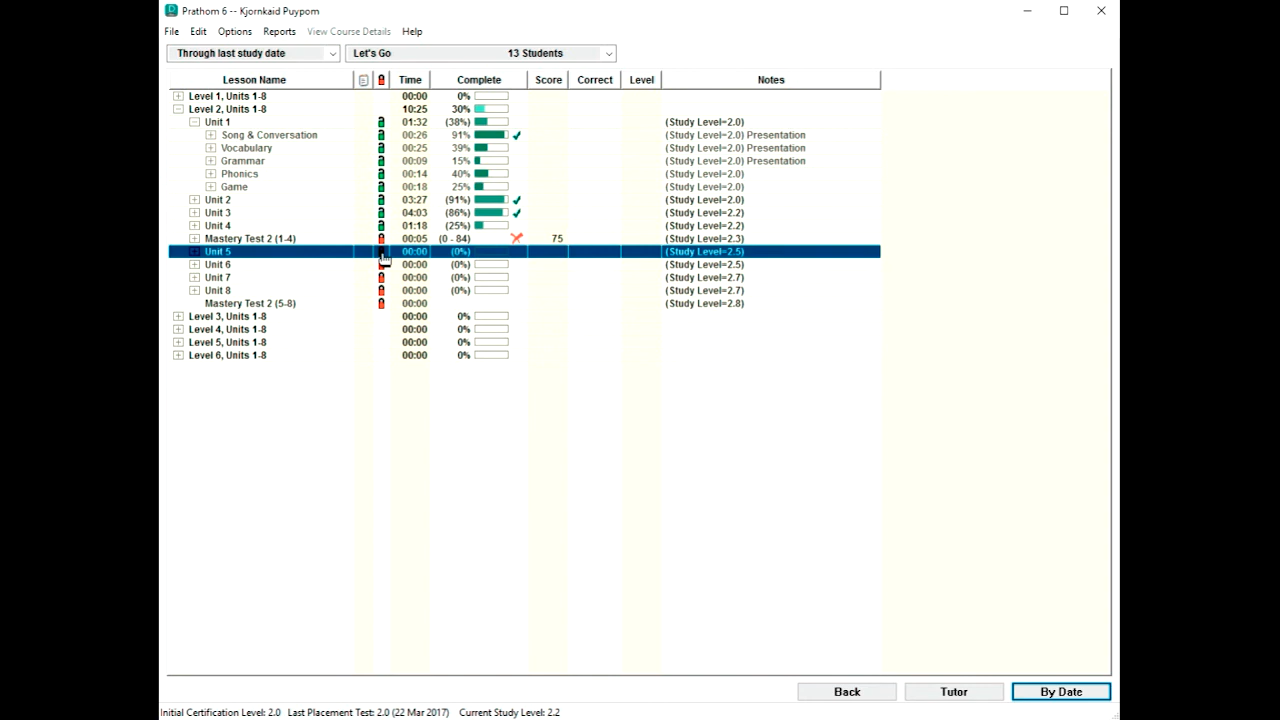 Prathom 6 -- Kjornkaid Puypom
File Edit Options Reports View Course Details Help
Through last study date Let's Go 13 Students
Lesson Name Time Complete Score Correct Level Notes
Level 1, Units 1-8 00:00 0%
Level 2, Units 1-8 10:25 30%
Unit 1 01:32 (38%) (Study Level=2.0)
Song & Conversation 00:26 91% (Study Level=2.0) Presentation
Vocabulary 00:25 39% (Study Level=2.0) Presentation
Grammar 00:09 15% (Study Level=2.0) Presentation
Phonics 00:14 40% (Study Level=2.0)
Game 00:18 25% (Study Level=2.0)
Unit 2 03:27 (91%) (Study Level=2.0)
Unit 3 04:03 (86%) (Study Level=2.2)
Unit 4 01:18 (25%) (Study Level=2.2)
Mastery Test 2 (1-4) 00:05 (0 - 84) 75 (Study Level=2.3)
Unit 5 00:00 (0%) (Study Level=2.5)
Unit 6 00:00 (0%) (Study Level=2.5)
Unit 7 00:00 (0%) (Study Level=2.7)
Unit 8 00:00 (0%) (Study Level=2.7)
Mastery Test 2 (5-8) 00:00 (Study Level=2.8)
Level 3, Units 1-8 00:00 0%
Level 4, Units 1-8 00:00 0%
Level 5, Units 1-8 00:00 0%
Level 6, Units 1-8 00:00 0%
Back Tutor By Date
Initial Certification Level: 2.0 Last Placement Test: 2.0 (22 Mar 2017) Current Study Level: 2.2